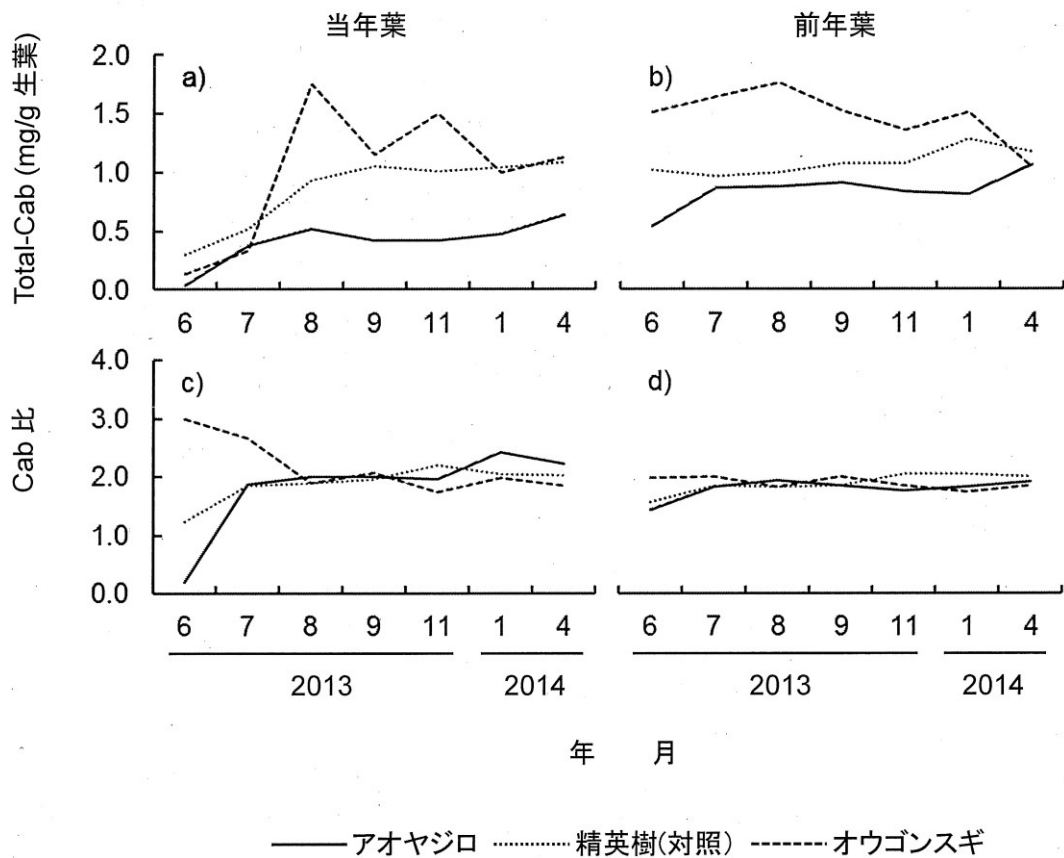 当年葉 前年葉
Total-Cab (mg/g 生葉)
2.0
1.5
1.0
0.5
0.0
a) b)
6 7 8 9 11 1 4 6 7 8 9 11 1 4
Cab 比
4.0
3.0
2.0
1.0
0.0
c) d)
6 7 8 9 11 1 4 6 7 8 9 11 1 4
2013 2014 2013 2014
年 月
アオヤジロ 精英樹(対照) オウゴンスギ